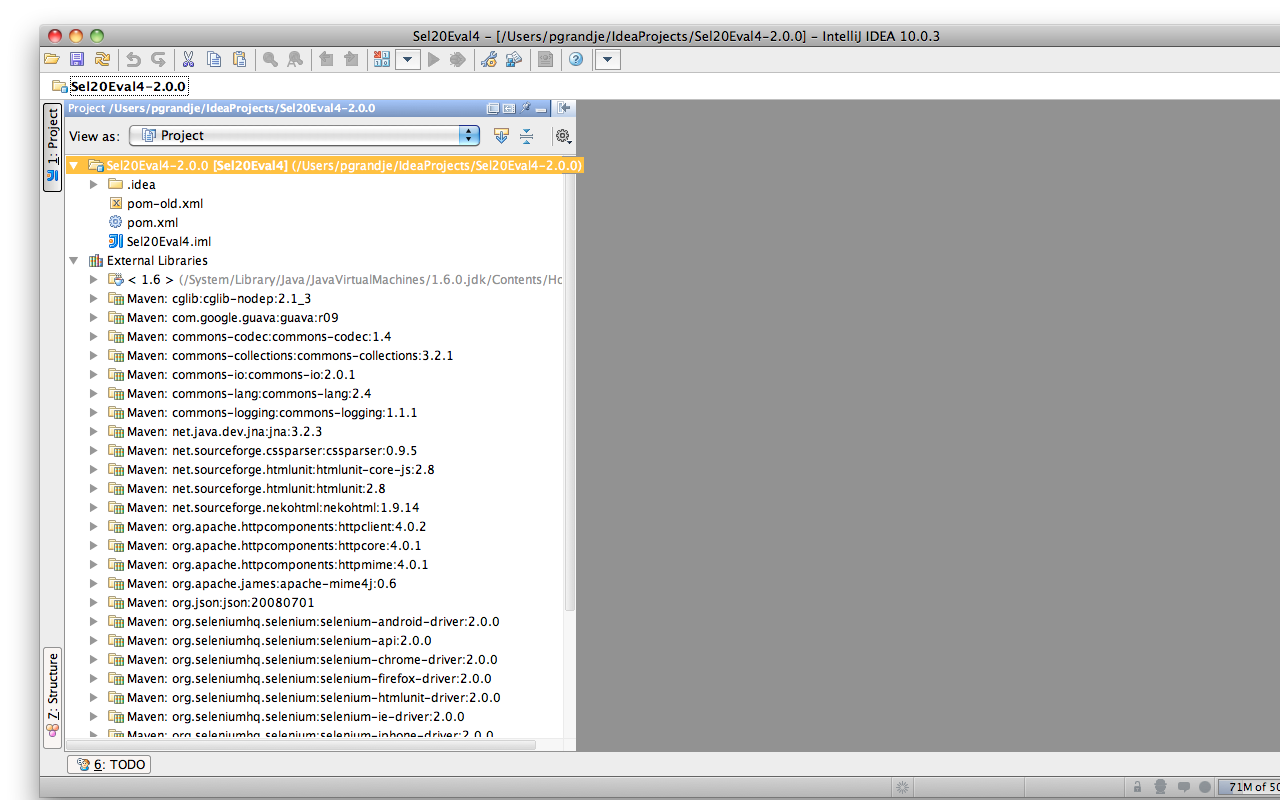 Sel20Eval4 – [/Users/pgrandje/IdeaProjects/Sel20Eval4-2.0.0] – IntelliJ IDEA 10.0.3
Sel20Eval4-2.0.0
Project /Users/pgrandje/IdeaProjects/Sel20Eval4-2.0.0
1: Project
View as: Project
Sel20Eval4-2.0.0 [Sel20Eval4] (/Users/pgrandje/IdeaProjects/Sel20Eval4-2.0.0)
.idea
pom-old.xml
pom.xml
Sel20Eval4.iml
External Libraries
< 1.6 > (/System/Library/Java/JavaVirtualMachines/1.6.0.jdk/Contents/Hc
Maven: cglib:cglib-nodep:2.1_3
Maven: com.google.guava:guava:r09
Maven: commons-codec:commons-codec:1.4
Maven: commons-collections:commons-collections:3.2.1
Maven: commons-io:commons-io:2.0.1
Maven: commons-lang:commons-lang:2.4
Maven: commons-logging:commons-logging:1.1.1
Maven: net.java.dev.jna:jna:3.2.3
Maven: net.sourceforge.cssparser:cssparser:0.9.5
Maven: net.sourceforge.htmlunit:htmlunit-core-js:2.8
Maven: net.sourceforge.htmlunit:htmlunit:2.8
Maven: net.sourceforge.nekohtml:nekohtml:1.9.14
Maven: org.apache.httpcomponents:httpclient:4.0.2
Maven: org.apache.httpcomponents:httpcore:4.0.1
Maven: org.apache.httpcomponents:httpmime:4.0.1
Maven: org.apache.james:apache-mime4j:0.6
Maven: org.json:json:20080701
Maven: org.seleniumhq.selenium:selenium-android-driver:2.0.0
Maven: org.seleniumhq.selenium:selenium-api:2.0.0
Maven: org.seleniumhq.selenium:selenium-chrome-driver:2.0.0
Maven: org.seleniumhq.selenium:selenium-firefox-driver:2.0.0
Maven: org.seleniumhq.selenium:selenium-htmlunit-driver:2.0.0
Maven: org.seleniumhq.selenium:selenium-ie-driver:2.0.0
Maven: org.seleniumhq.selenium:selenium-iphone-driver:2.0.0
Z: Structure
6: TODO
71M of 50